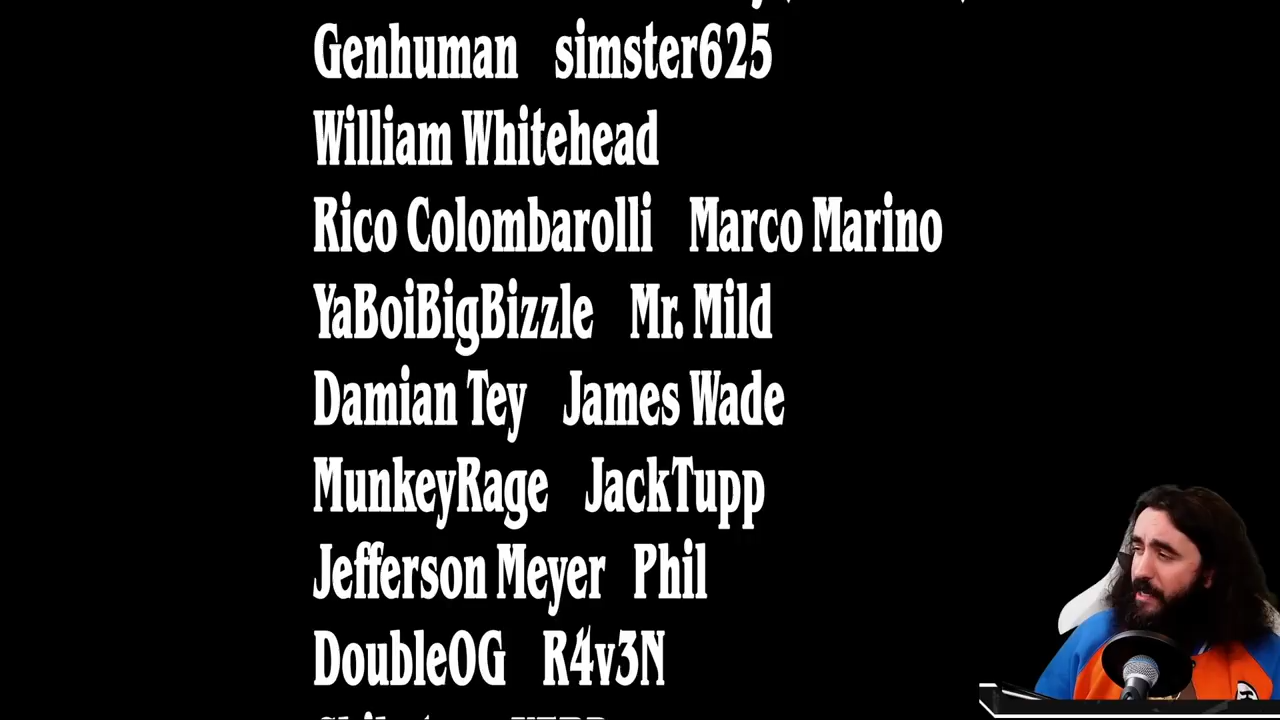 Genhuman simster625
William Whitehead
Rico Colombarolli Marco Marino
YaBoiBigBizzle Mr. Mild
Damian Tey James Wade
MunkeyRage JackTupp
Jefferson Meyer Phil
DoubleOG R4v3N